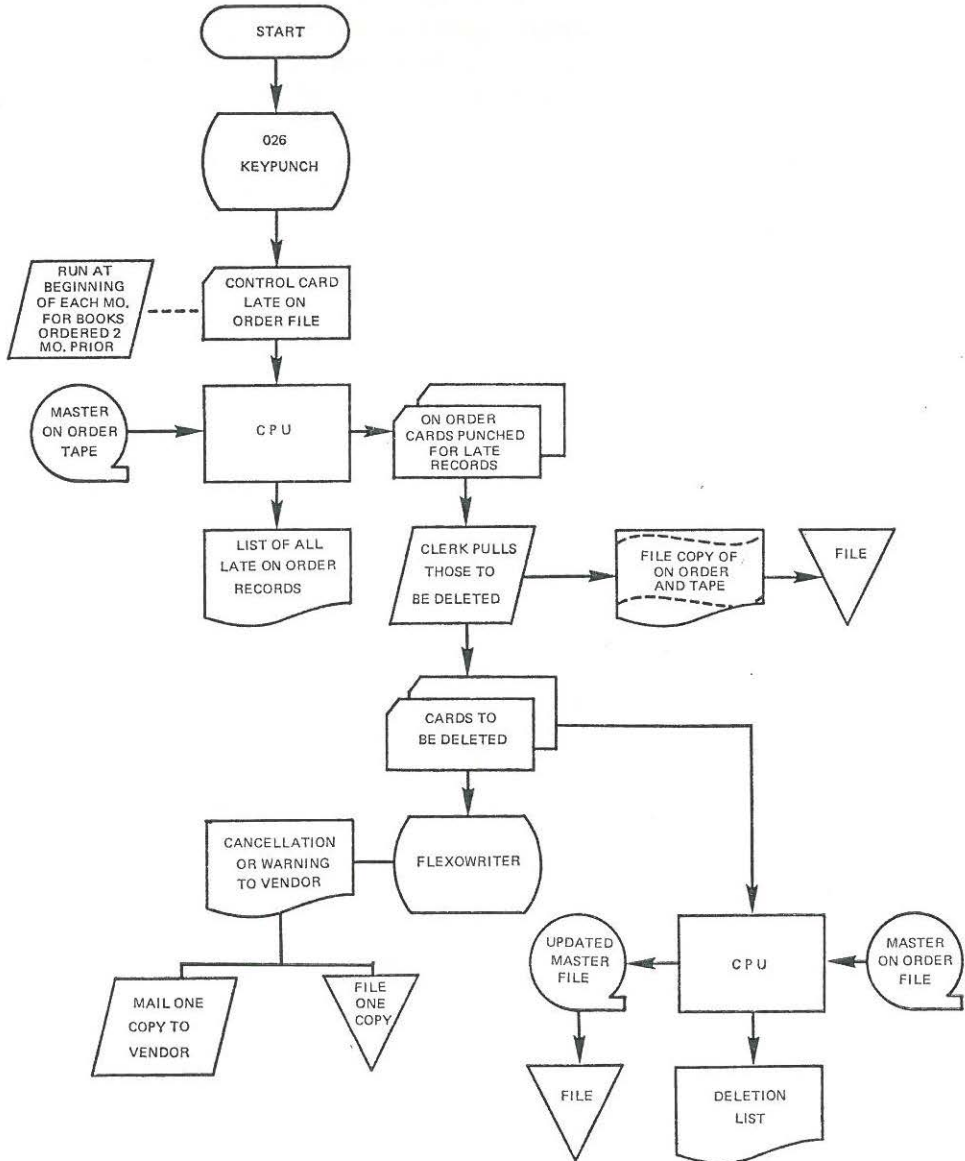 START
026
KEYPUNCH
RUN AT
BEGINNING
OF EACH MO.
FOR BOOKS
ORDERED 2
MO. PRIOR
CONTROL CARD
LATE ON
ORDER FILE
MASTER
ON ORDER
TAPE
CPU
ON ORDER
CARDS PUNCHED
FOR LATE
RECORDS
LIST OF ALL
LATE ON ORDER
RECORDS
CLERK PULLS
THOSE TO
BE DELETED
FILE COPY OF
ON ORDER
AND TAPE
FILE
CARDS TO
BE DELETED
CANCELLATION
OR WARNING
TO VENDOR
FLEXOWRITER
MAIL ONE
COPY TO
VENDOR
FILE
ONE
COPY
UPDATED
MASTER
FILE
CPU
MASTER
ON ORDER
FILE
FILE
DELETION
LIST